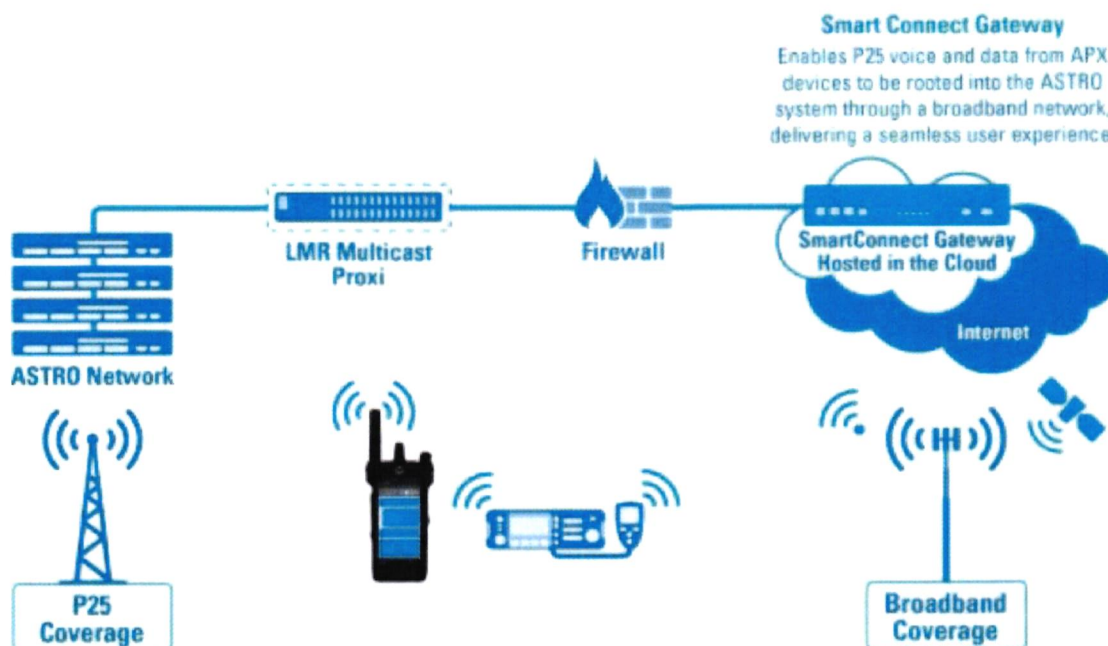 Smart Connect Gateway
Enables P25 voice and data from APX
devices to be rooted into the ASTRO
system through a broadband network,
delivering a seamless user experience
LMR Multicast
Proxi
Firewall
SmartConnect Gateway
Hosted in the Cloud
Internet
ASTRO Network
P25
Coverage
Broadband
Coverage